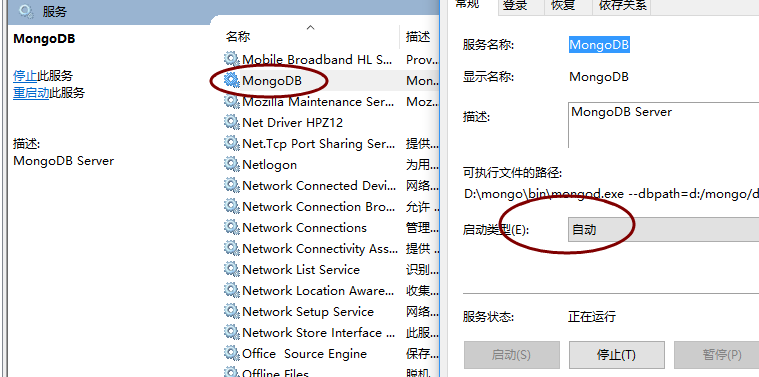 服务
MongoDB
停止此服务
重启动此服务
描述:
MongoDB Server
名称 描述
Mobile Broadband HL S... Prov...
MongoDB Mon...
Mozilla Maintenance Ser... Moz...
Net Driver HPZ12
Net.Tcp Port Sharing Ser... 提供...
Netlogon 为用...
Network Connected Devi... 网络...
Network Connection Bro... 允许 ...
Network Connections 管理...
Network Connectivity Ass... 提供 ...
Network List Service 识别...
Network Location Aware... 收集...
Network Setup Service 网络...
Network Store Interface ... 此服...
Office  Source Engine 保存...
Offline Files 脱机...
常规 登录 恢复 依存关系
服务名称: MongoDB
显示名称: MongoDB
描述: MongoDB Server
可执行文件的路径:
D:\mongo\bin\mongod.exe --dbpath=d:/mongo/d
启动类型(E): 自动
服务状态: 正在运行
启动(S) 停止(T) 暂停(P)